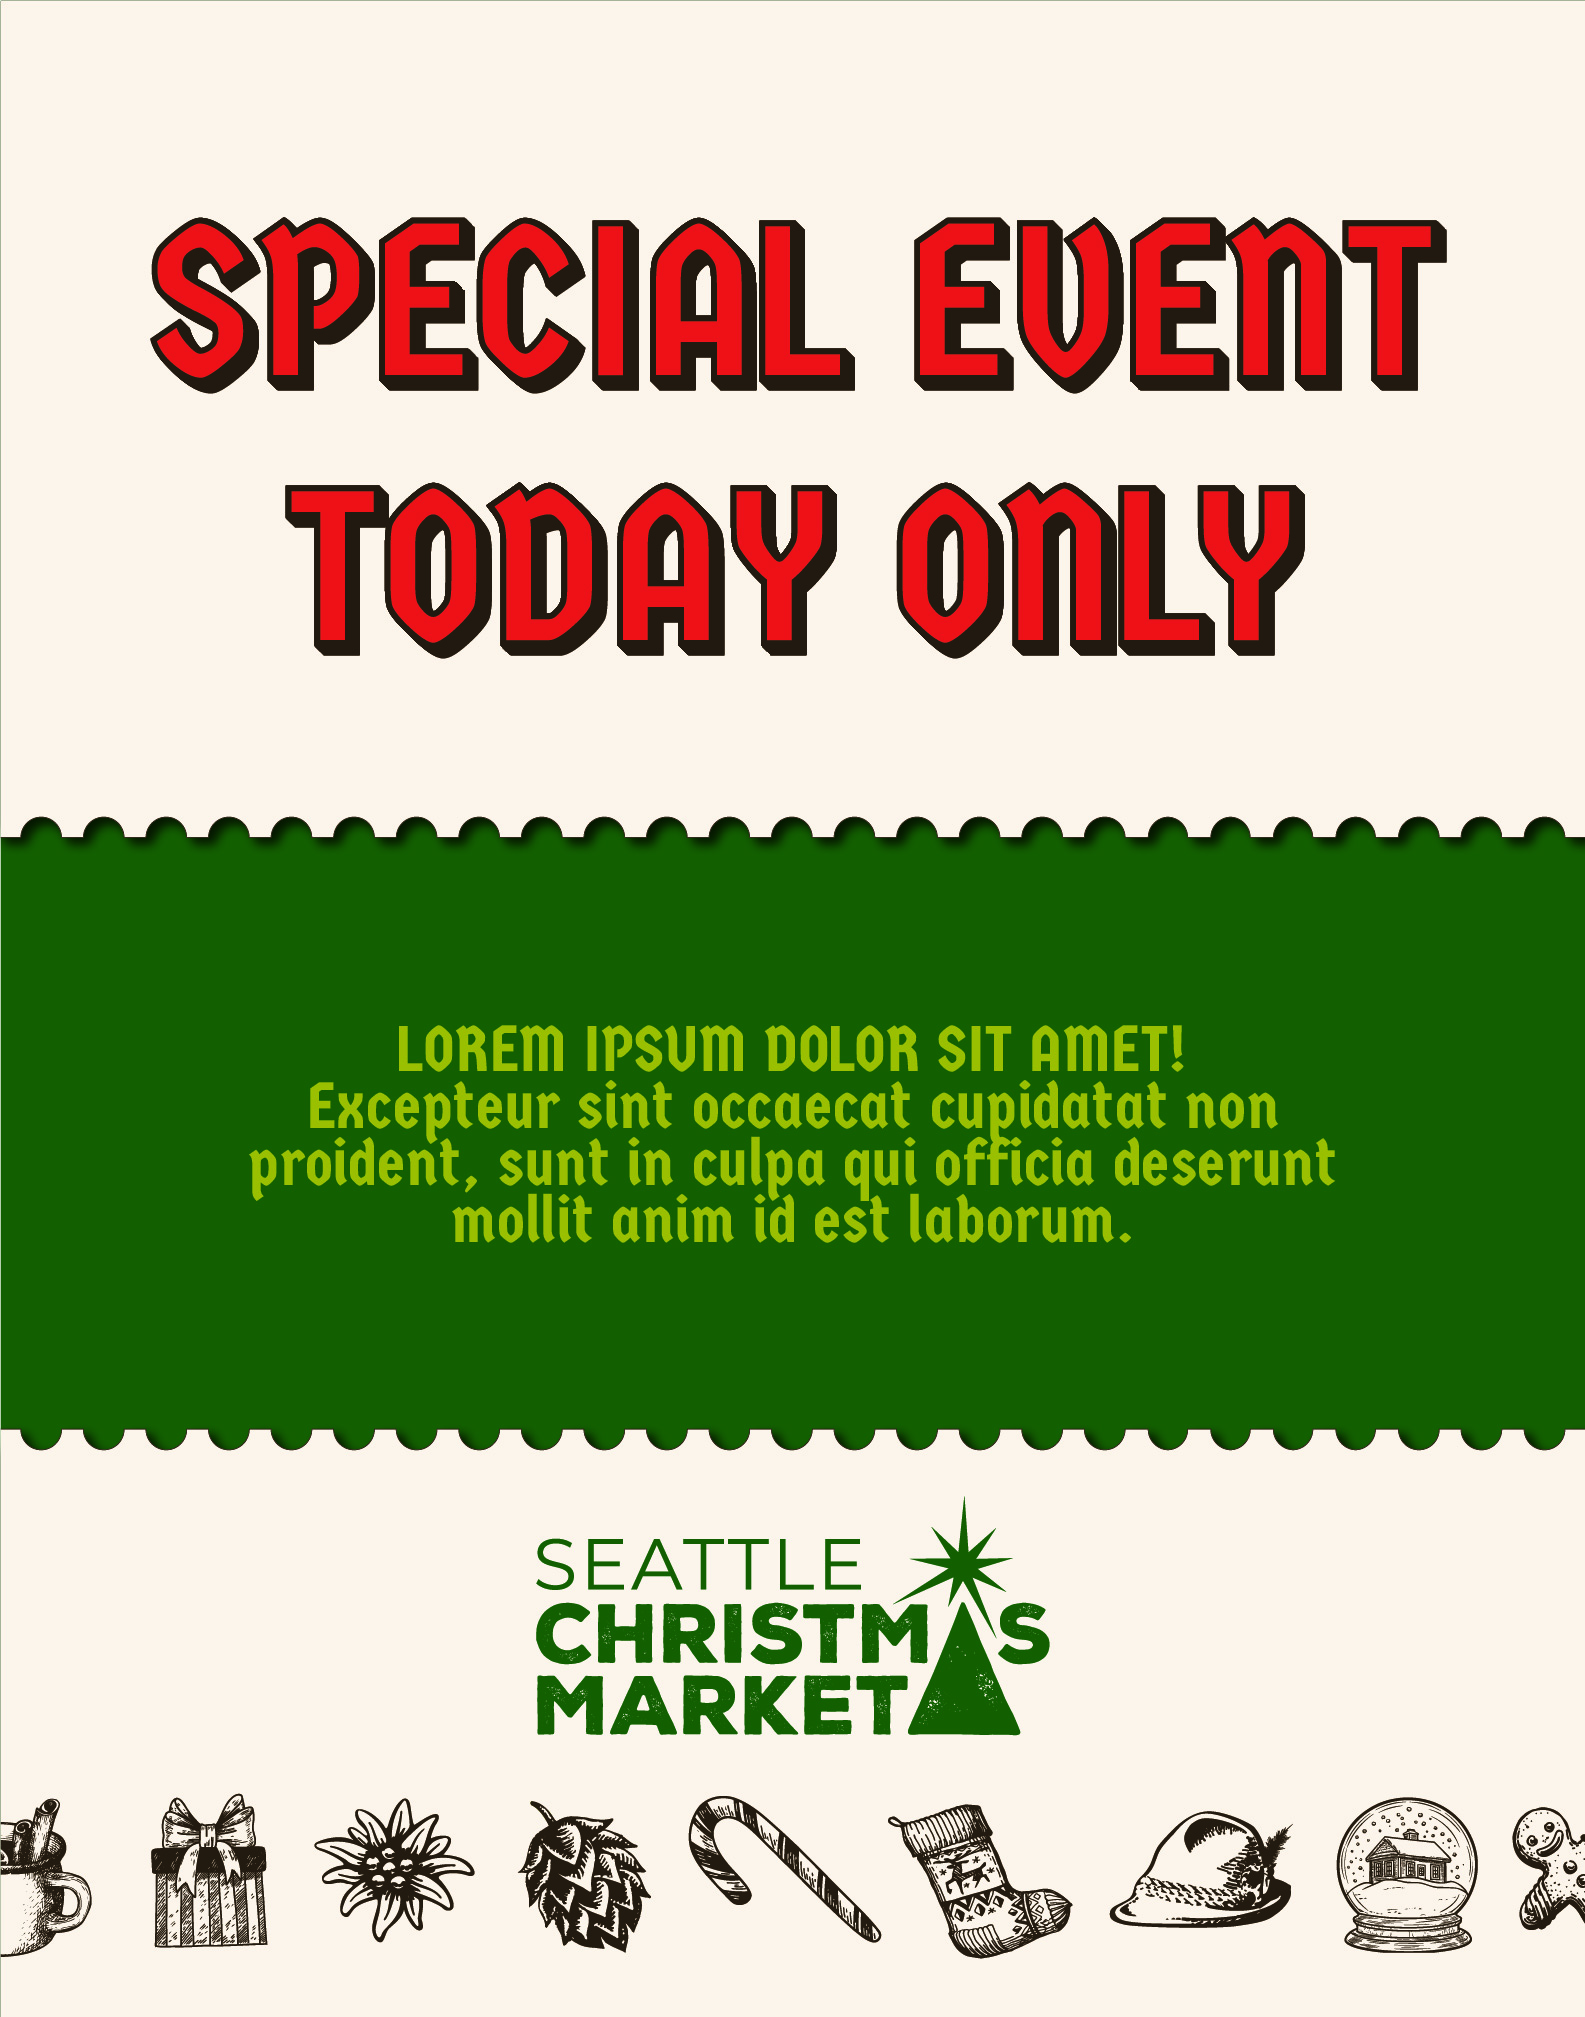 SPECIAL EVENT
TODAY ONLY
LOREM IPSUM DOLOR SIT AMET!
Excepteur sint occaecat cupidatat non
proident, sunt in culpa qui officia deserunt
mollit anim id est laborum.
SEATTLE
CHRISTMAS
MARKET